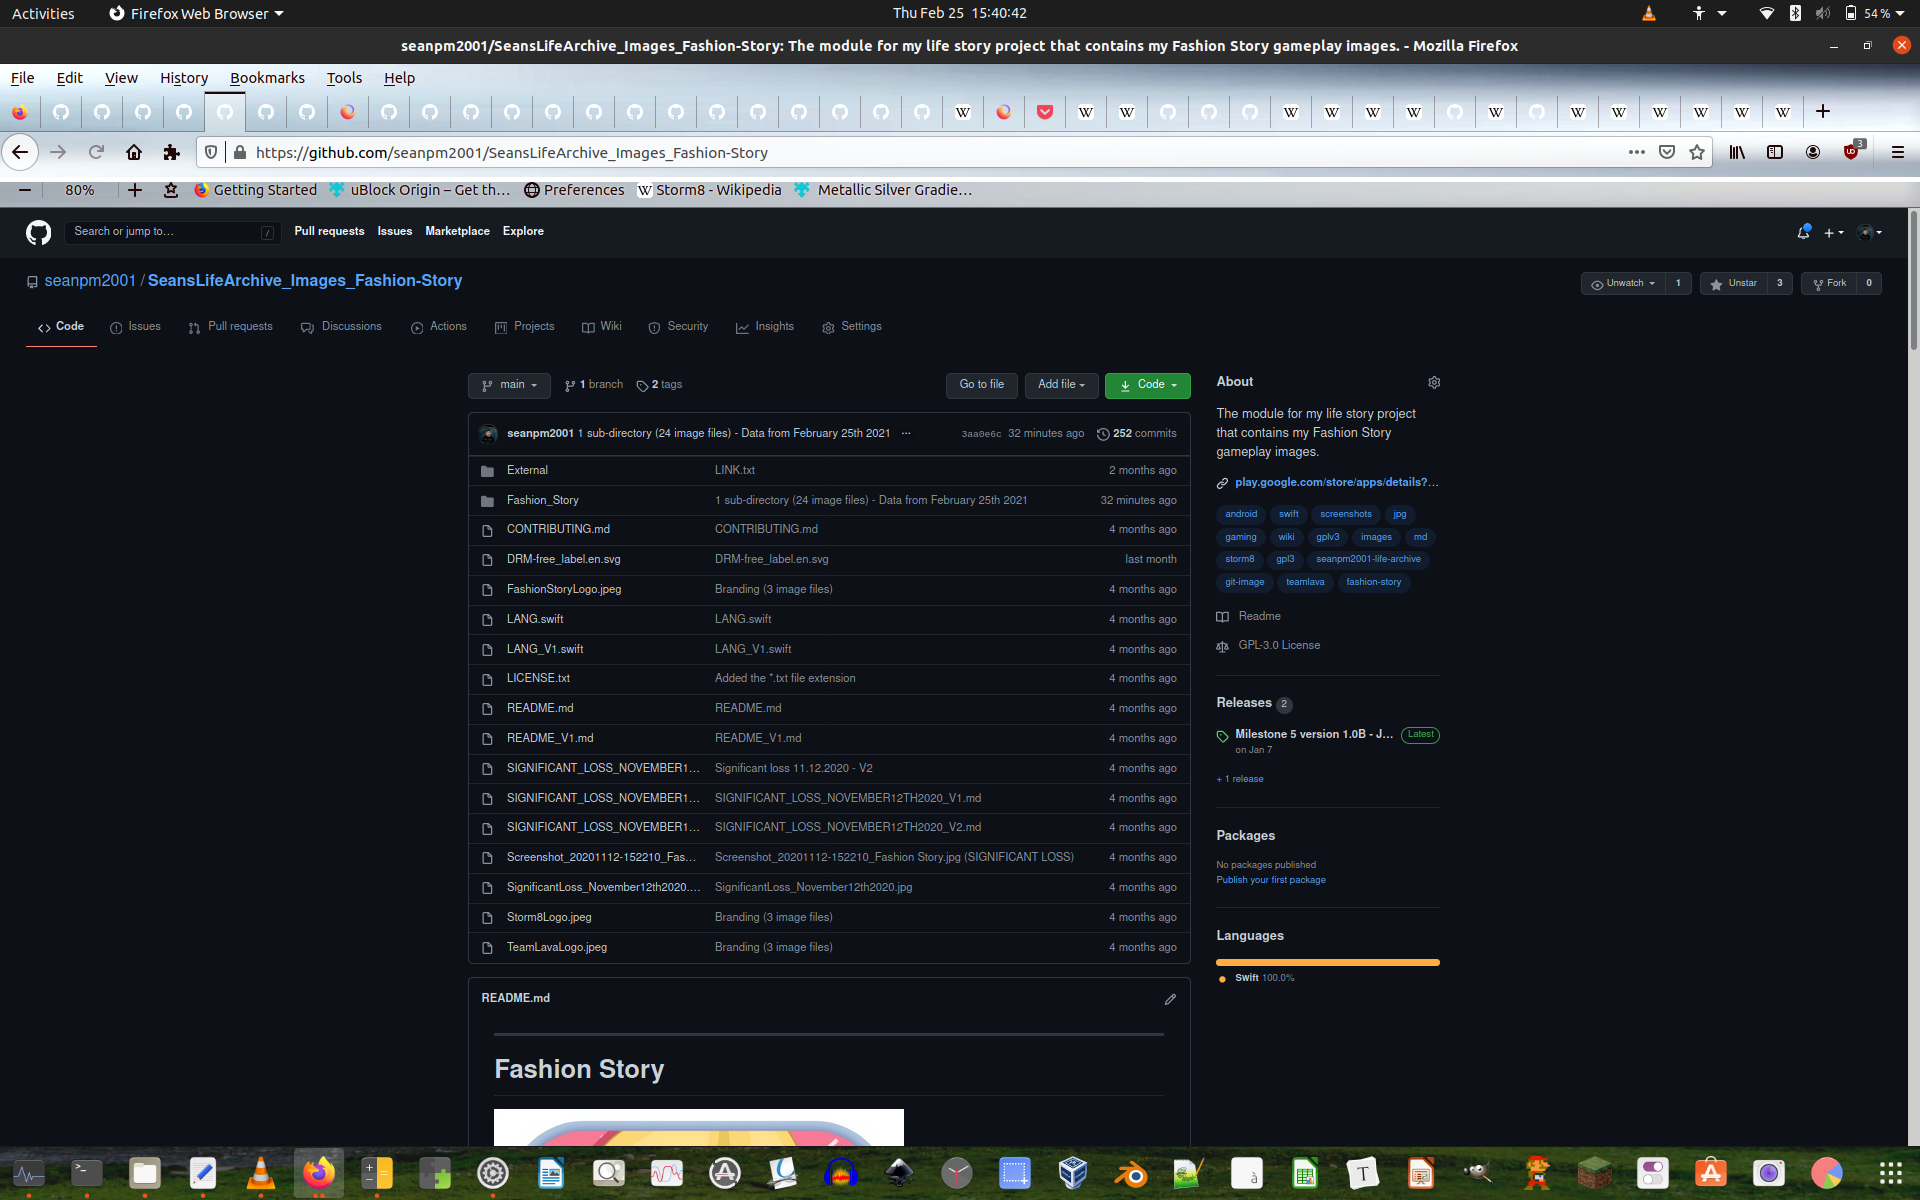 Activities Firefox Web Browser Thu Feb 25 15:40:42 54 %
seanpm2001/SeansLifeArchive_Images_Fashion-Story: The module for my life story project that contains my Fashion Story gameplay images. - Mozilla Firefox
File Edit View History Bookmarks Tools Help
https://github.com/seanpm2001/SeansLifeArchive_Images_Fashion-Story 3
80% Getting Started uBlock Origin – Get th… Preferences Storm8 - Wikipedia Metallic Silver Gradie…
Search or jump to… / Pull requests Issues Marketplace Explore
seanpm2001 / SeansLifeArchive_Images_Fashion-Story Unwatch 1 Unstar 3 Fork 0
Code Issues Pull requests Discussions Actions Projects Wiki Security Insights Settings
main 1 branch 2 tags Go to file Add file Code
seanpm2001 1 sub-directory (24 image files) - Data from February 25th 2021 ... 3aa0e6c 32 minutes ago 252 commits
External LINK.txt 2 months ago
Fashion_Story 1 sub-directory (24 image files) - Data from February 25th 2021 32 minutes ago
CONTRIBUTING.md CONTRIBUTING.md 4 months ago
DRM-free_label.en.svg DRM-free_label.en.svg last month
FashionStoryLogo.jpeg Branding (3 image files) 4 months ago
LANG.swift LANG.swift 4 months ago
LANG_V1.swift LANG_V1.swift 4 months ago
LICENSE.txt Added the *.txt file extension 4 months ago
README.md README.md 4 months ago
README_V1.md README_V1.md 4 months ago
SIGNIFICANT_LOSS_NOVEMBER1… Significant loss 11.12.2020 - V2 4 months ago
SIGNIFICANT_LOSS_NOVEMBER1… SIGNIFICANT_LOSS_NOVEMBER12TH2020_V1.md 4 months ago
SIGNIFICANT_LOSS_NOVEMBER1… SIGNIFICANT_LOSS_NOVEMBER12TH2020_V2.md 4 months ago
Screenshot_20201112-152210_Fas… Screenshot_20201112-152210_Fashion Story.jpg (SIGNIFICANT LOSS) 4 months ago
SignificantLoss_November12th2020.… SignificantLoss_November12th2020.jpg 4 months ago
Storm8Logo.jpeg Branding (3 image files) 4 months ago
TeamLavaLogo.jpeg Branding (3 image files) 4 months ago
README.md
Fashion Story
About
The module for my life story project
that contains my Fashion Story
gameplay images.
play.google.com/store/apps/details?…
android swift screenshots jpg
gaming wiki gplv3 images md
storm8 gpl3 seanpm2001-life-archive
git-image teamlava fashion-story
Readme
GPL-3.0 License
Releases 2
Milestone 5 version 1.0B - J… Latest
on Jan 7
+ 1 release
Packages
No packages published
Publish your first package
Languages
Swift 100.0%